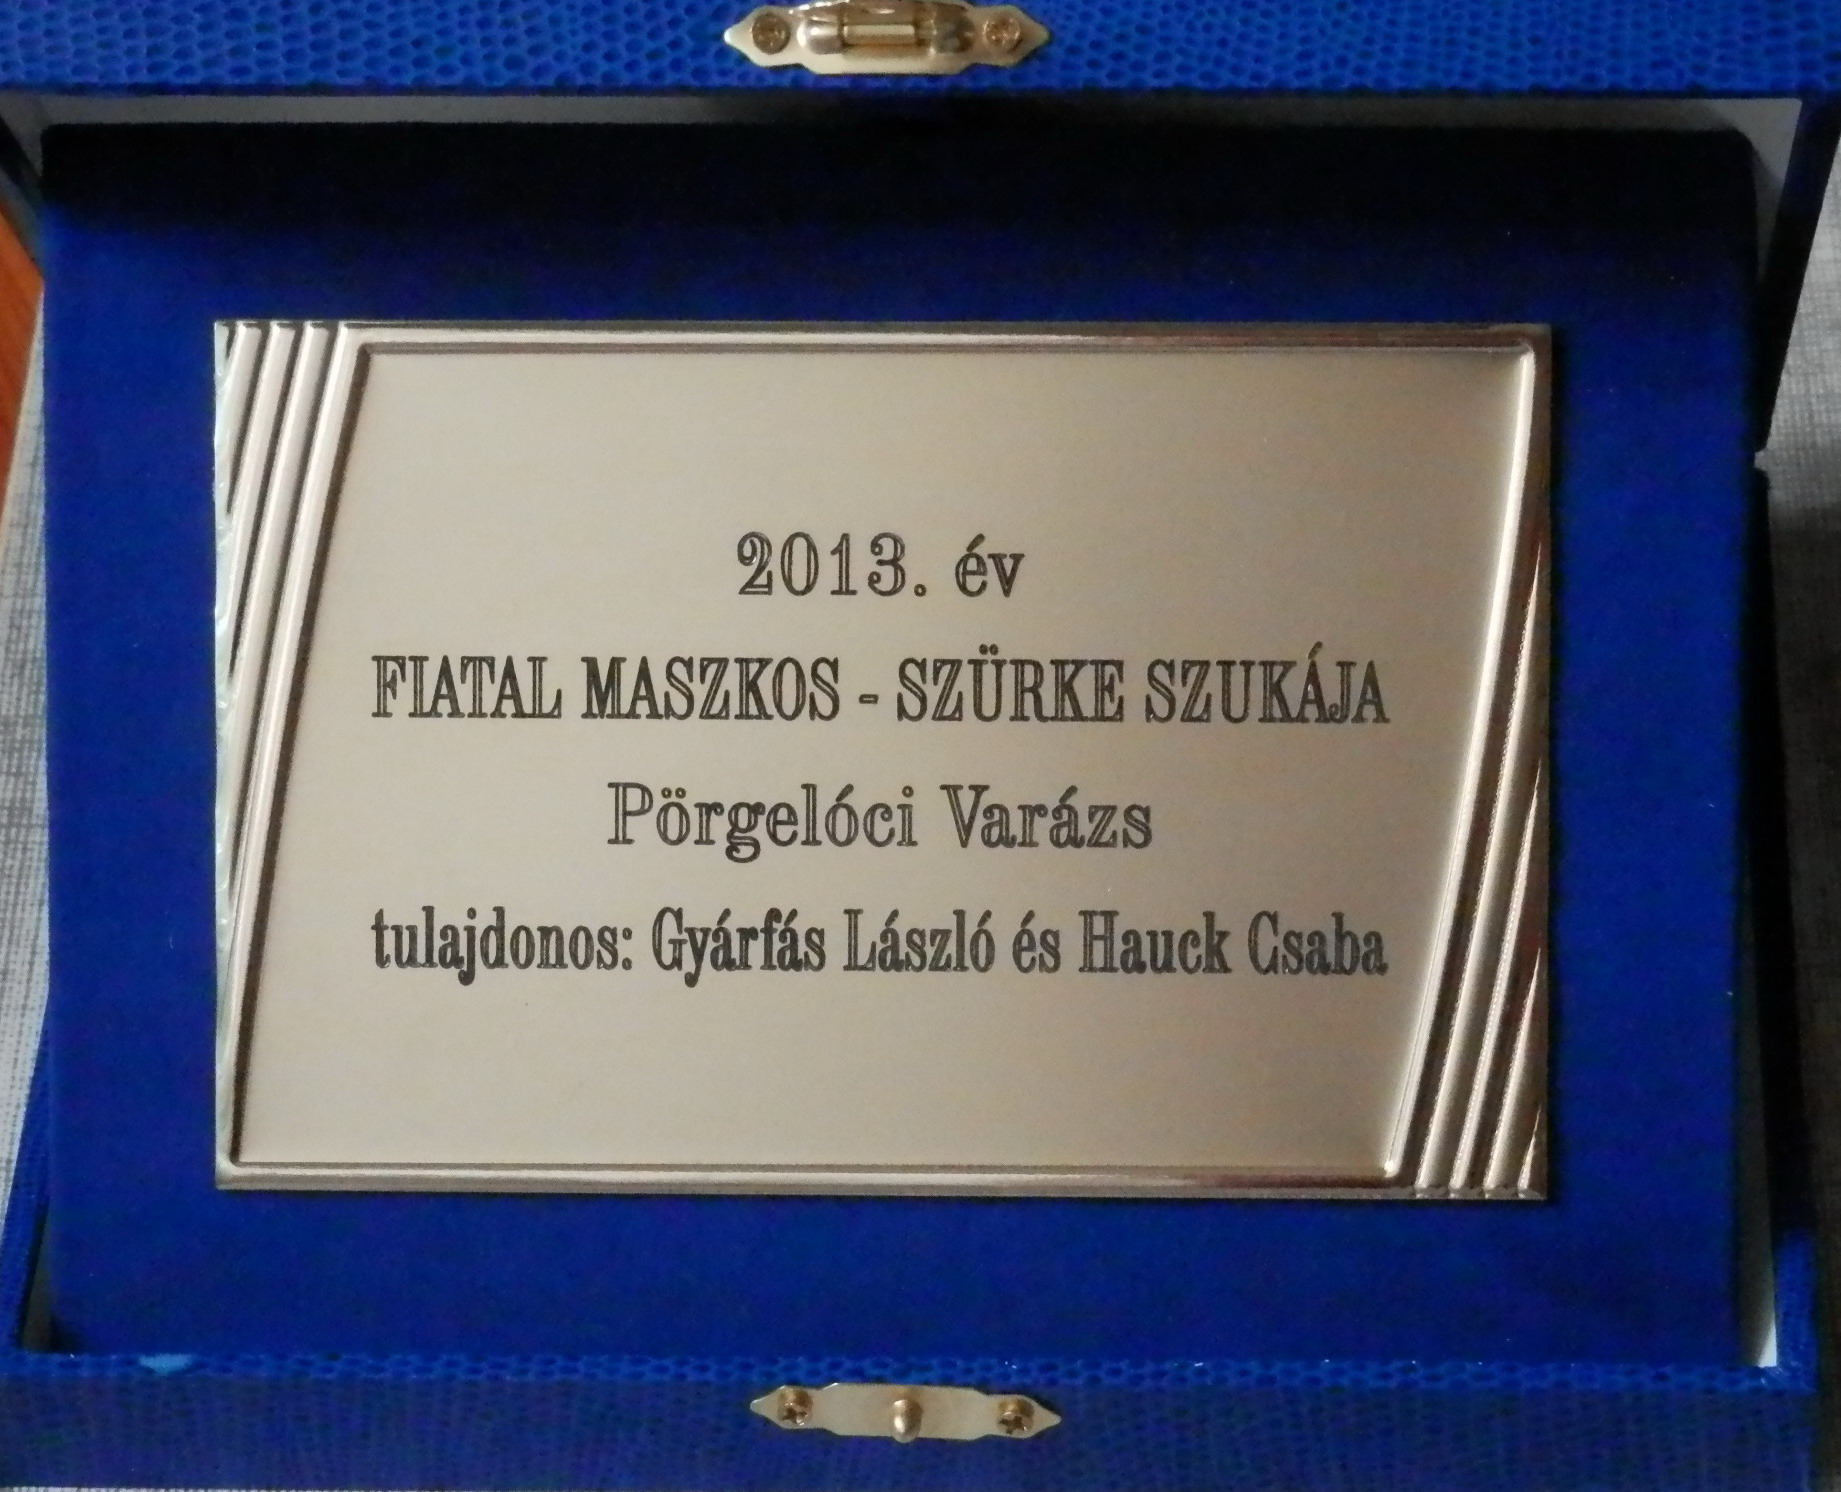 2013. év
FIATAL MASZKOS - SZÜRKE SZUKÁJA
Pörgelóci Varázs
tulajdonos: Gyárfás László és Hauck Csaba